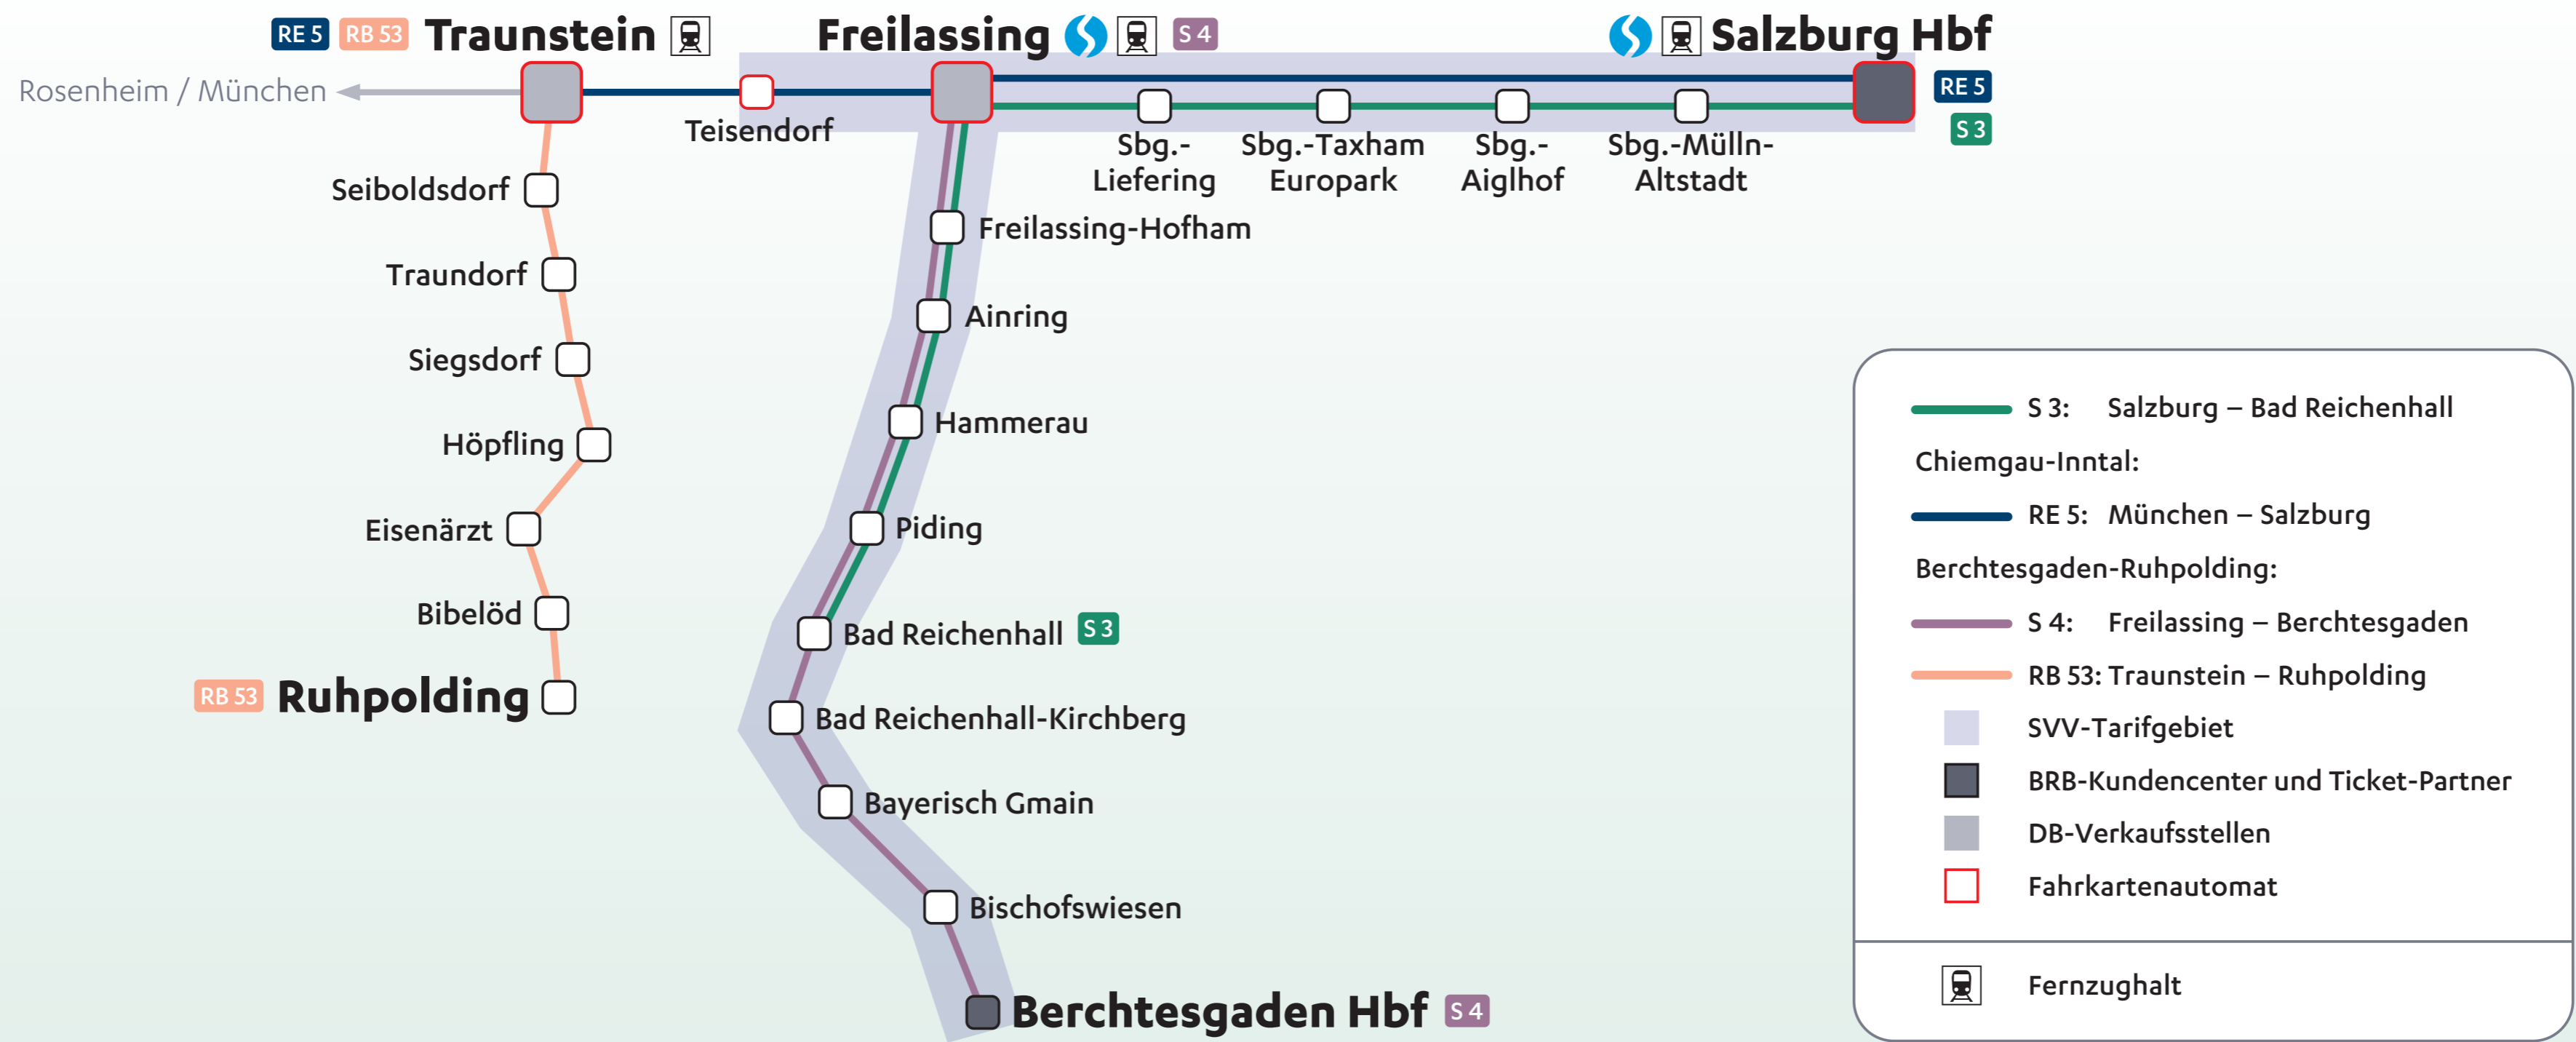 RE 5 RB 53 Traunstein
Freilassing S 4
Salzburg Hbf
RE 5
S 3
Rosenheim / München
Teisendorf
Sbg.-
Liefering
Sbg.-Taxham
Europark
Sbg.-
Aiglhof
Sbg.-Mülln-
Altstadt
Seiboldsdorf
Traundorf
Siegsdorf
Höpfling
Eisenärzt
Bibelöd
RB 53 Ruhpolding
Freilassing-Hofham
Ainring
Hammerau
Piding
Bad Reichenhall S 3
Bad Reichenhall-Kirchberg
Bayerisch Gmain
Bischofswiesen
Berchtesgaden Hbf S 4
S 3: Salzburg – Bad Reichenhall
Chiemgau-Inntal:
RE 5: München – Salzburg
Berchtesgaden-Ruhpolding:
S 4: Freilassing – Berchtesgaden
RB 53: Traunstein – Ruhpolding
SVV-Tarifgebiet
BRB-Kundencenter und Ticket-Partner
DB-Verkaufsstellen
Fahrkartenautomat
Fernzughalt